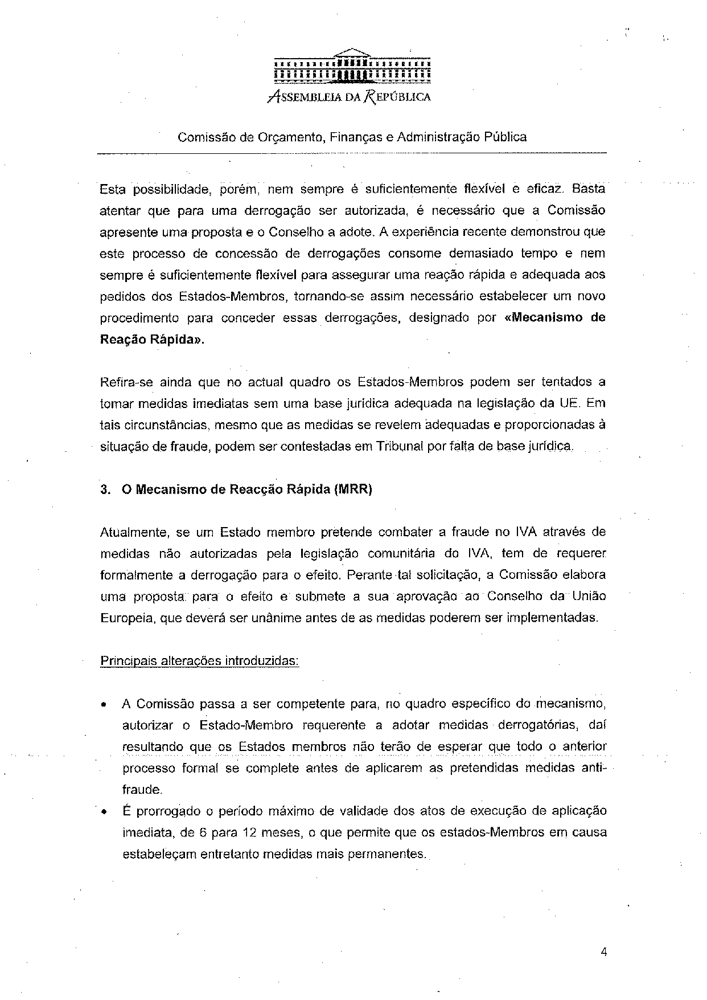 ASSEMBLEIA DA REPÚBLICA
Comissão de Orçamento, Finanças e Administração Pública
Esta possibilidade, porém, nem sempre é suficientemente flexível e eficaz. Basta
atentar que para uma derrogação ser autorizada, é necessário que a Comissão
apresente uma proposta e o Conselho a adote. A experiência recente demonstrou que
este processo de concessão de derrogações consome demasiado tempo e nem
sempre é suficientemente flexível para assegurar uma reação rápida e adequada aos
pedidos dos Estados-Membros, tornando-se assim necessário estabelecer um novo
procedimento para conceder essas derrogações, designado por «Mecanismo de
Reação Rápida».
Refira-se ainda que no actual quadro os Estados-Membros podem ser tentados a
tomar medidas imediatas sem uma base jurídica adequada na legislação da UE. Em
tais circunstâncias, mesmo que as medidas se revelem adequadas e proporcionadas à
situação de fraude, podem ser contestadas em Tribunal por falta de base jurídica.
3. O Mecanismo de Reacção Rápida (MRR)
Atualmente, se um Estado membro pretende combater a fraude no IVA através de
medidas não autorizadas pela legislação comunitária do IVA, tem de requerer
formalmente a derrogação para o efeito. Perante tal solicitação, a Comissão elabora
uma proposta para o efeito e submete a sua aprovação ao Conselho da União
Europeia, que deverá ser unânime antes de as medidas poderem ser implementadas.
Principais alterações introduzidas:
• A Comissão passa a ser competente para, no quadro específico do mecanismo,
autorizar o Estado-Membro requerente a adotar medidas derrogatórias, daí
resultando que os Estados membros não terão de esperar que todo o anterior
processo formal se complete antes de aplicarem as pretendidas medidas anti-
fraude.
• É prorrogado o período máximo de validade dos atos de execução de aplicação
imediata, de 6 para 12 meses, o que permite que os estados-Membros em causa
estabeleçam entretanto medidas mais permanentes.
4